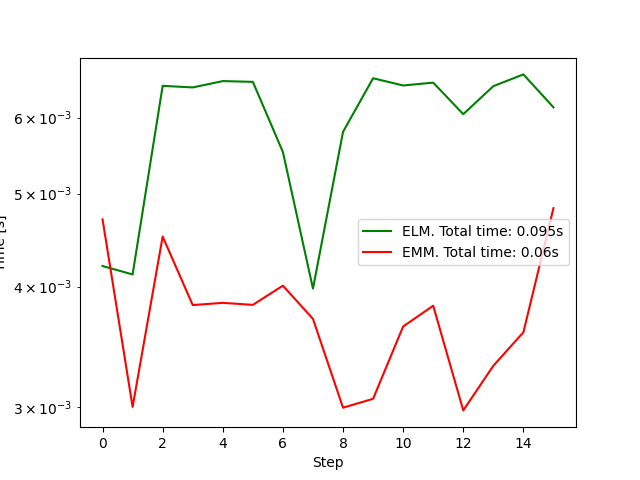 6 × 10⁻³
5 × 10⁻³
4 × 10⁻³
3 × 10⁻³
Time [s]
ELM. Total time: 0.095s
EMM. Total time: 0.06s
0 2 4 6 8 10 12 14
Step